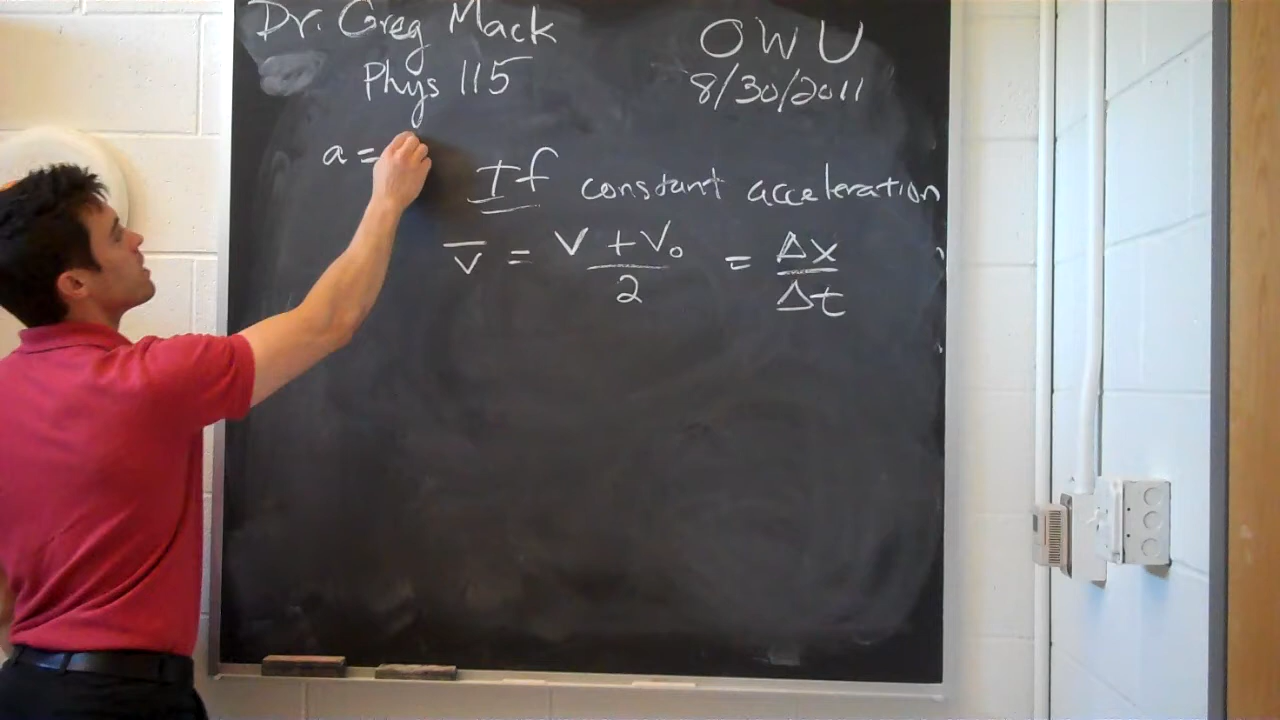 Dr. Greg Mack
Phys 115
OWU
8/30/2011
a =
If constant acceleration
v̅ = (v + v₀)/2 = Δx/Δt